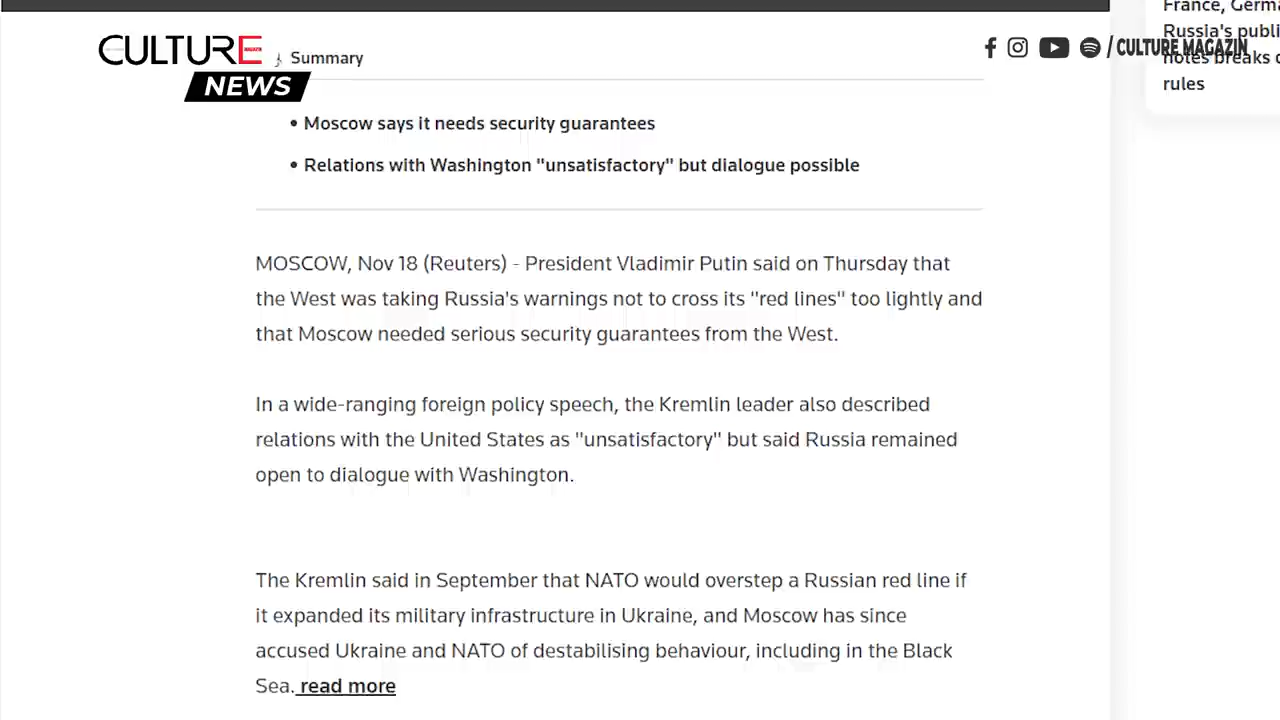 CULTURE
NEWS
Summary
/ CULTURE MAGAZIN
France, Germa
Russia's publi
notes breaks
rules
• Moscow says it needs security guarantees
• Relations with Washington "unsatisfactory" but dialogue possible
MOSCOW, Nov 18 (Reuters) - President Vladimir Putin said on Thursday that
the West was taking Russia's warnings not to cross its "red lines" too lightly and
that Moscow needed serious security guarantees from the West.
In a wide-ranging foreign policy speech, the Kremlin leader also described
relations with the United States as "unsatisfactory" but said Russia remained
open to dialogue with Washington.
The Kremlin said in September that NATO would overstep a Russian red line if
it expanded its military infrastructure in Ukraine, and Moscow has since
accused Ukraine and NATO of destabilising behaviour, including in the Black
Sea. read more